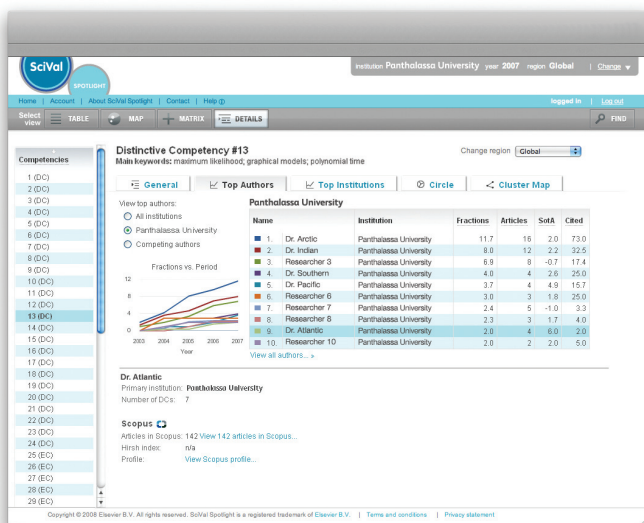 SciVal
SPOTLIGHT
Institution Panthalassa University year 2007 region Global | Change
Home | Account | About SciVal Spotlight | Contact | Help
logged in | Log out
Select view TABLE MAP MATRIX DETAILS FIND
Competencies
1 (DC)
2 (DC)
3 (DC)
4 (DC)
5 (DC)
6 (DC)
7 (DC)
8 (DC)
9 (DC)
10 (DC)
11 (DC)
12 (DC)
13 (DC)
14 (DC)
15 (DC)
16 (DC)
17 (DC)
18 (DC)
19 (DC)
20 (DC)
21 (DC)
22 (DC)
23 (DC)
24 (DC)
25 (EC)
26 (EC)
27 (EC)
28 (EC)
29 (EC)
Distinctive Competency #13
Main keywords: maximum likelihood; graphical models; polynomial time
Change region Global
General Top Authors Top Institutions Circle Cluster Map
View top authors:
All institutions
Panthalassa University
Competing authors
Fractions vs. Period
12
8
4
0
2003 2004 2005 2006 2007
Year
Panthalassa University
Name Institution Fractions Articles SotA Cited
1. Dr. Arctic Panthalassa University 11.7 16 2.0 73.0
2. Dr. Indian Panthalassa University 8.0 12 2.2 32.5
3. Researcher 3 Panthalassa University 6.9 8 -0.7 17.4
4. Dr. Southern Panthalassa University 4.0 4 2.6 25.0
5. Dr. Pacific Panthalassa University 3.7 4 4.9 15.7
6. Researcher 6 Panthalassa University 3.0 3 1.8 25.0
7. Researcher 7 Panthalassa University 2.4 5 -1.0 3.3
8. Researcher 8 Panthalassa University 2.3 3 1.7 4.0
9. Dr. Atlantic Panthalassa University 2.0 4 6.0 2.0
10. Researcher 10 Panthalassa University 2.0 2 2.0 5.0
View all authors... »
Dr. Atlantic
Primary institution: Panthalassa University
Number of DCs: 7
Scopus
Articles in Scopus: 142 View 142 articles in Scopus...
Hirsh index: n/a
Profile: View Scopus profile...
Copyright © 2008 Elsevier B.V. All rights reserved. SciVal Spotlight is a registered trademark of Elsevier B.V. | Terms and conditions | Privacy statement